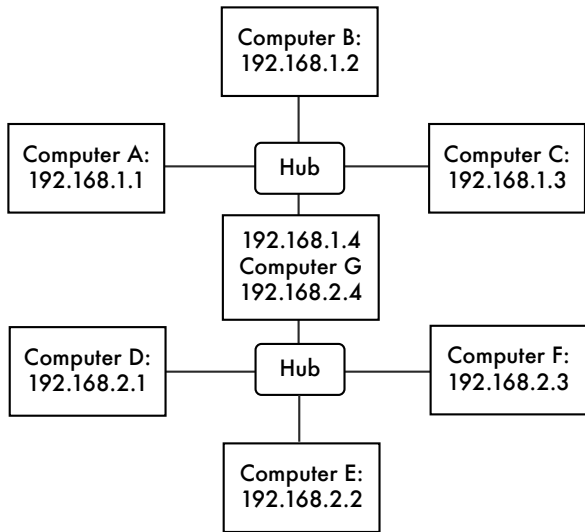 Computer B:
192.168.1.2
Computer A:
192.168.1.1
Hub
Computer C:
192.168.1.3
192.168.1.4
Computer G
192.168.2.4
Computer D:
192.168.2.1
Hub
Computer F:
192.168.2.3
Computer E:
192.168.2.2